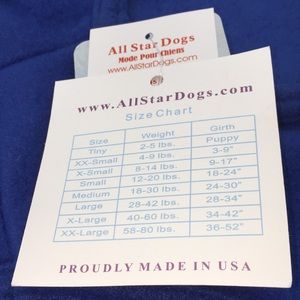 All Star Dogs
Mode Pour Chiens
www.AllStarDogs.com
www.AllStarDogs.com
Size Chart
Size Weight Girth
Tiny 2-5 lbs. Puppy
XX-Small 4-9 lbs. 3-9"
X-Small 8-14 lbs. 9-17"
Small 12-20 lbs. 18-24"
Medium 18-30 lbs. 24-30"
Large 28-42 lbs. 28-34"
X-Large 40-60 lbs. 34-42"
XX-Large 58-80 lbs. 36-52"
PROUDLY MADE IN USA